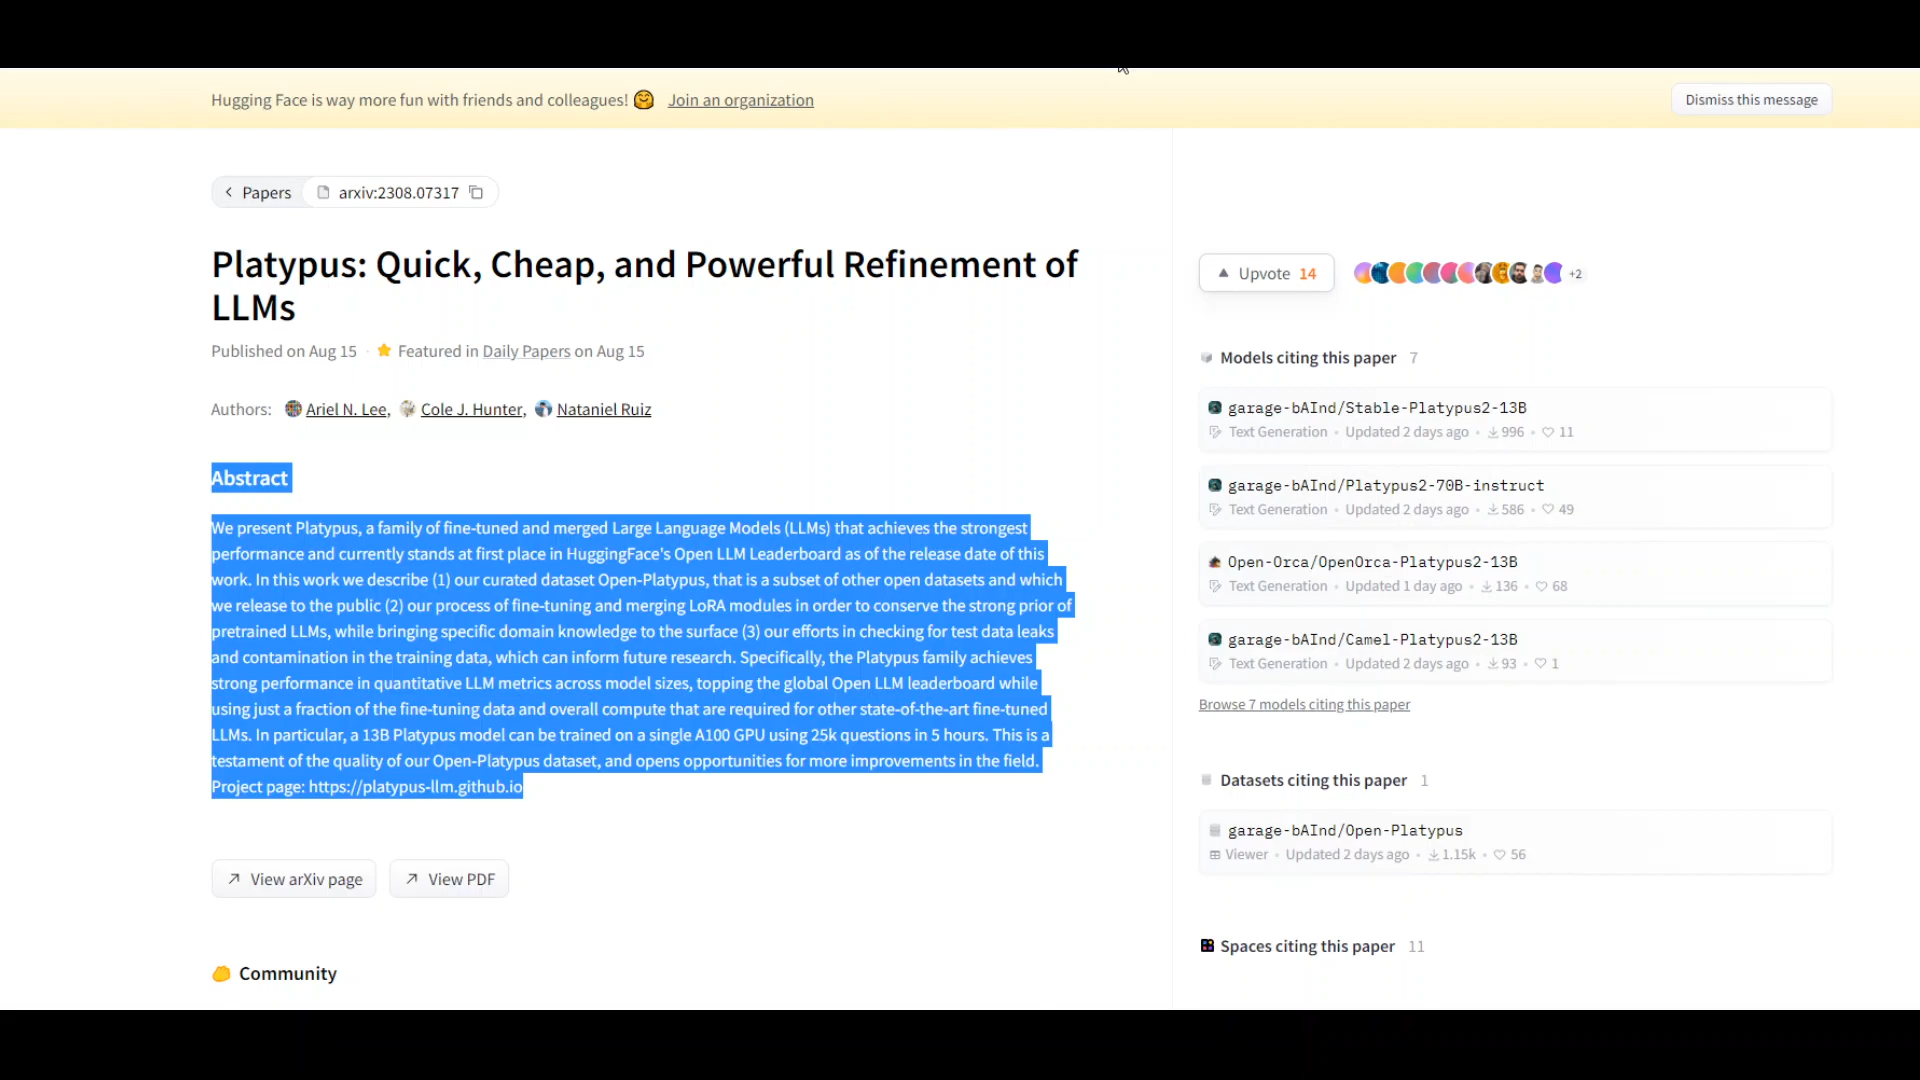 Hugging Face is way more fun with friends and colleagues! 🤗 Join an organization
Dismiss this message
Papers
arxiv:2308.07317
Platypus: Quick, Cheap, and Powerful Refinement of
LLMs
Published on Aug 15 · ⭐ Featured in Daily Papers on Aug 15
Authors: Ariel N. Lee, Cole J. Hunter, Nataniel Ruiz
Abstract
We present Platypus, a family of fine-tuned and merged Large Language Models (LLMs) that achieves the strongest
performance and currently stands at first place in HuggingFace's Open LLM Leaderboard as of the release date of this
work. In this work we describe (1) our curated dataset Open-Platypus, that is a subset of other open datasets and which
we release to the public (2) our process of fine-tuning and merging LoRA modules in order to conserve the strong prior of
pretrained LLMs, while bringing specific domain knowledge to the surface (3) our efforts in checking for test data leaks
and contamination in the training data, which can inform future research. Specifically, the Platypus family achieves
strong performance in quantitative LLM metrics across model sizes, topping the global Open LLM leaderboard while
using just a fraction of the fine-tuning data and overall compute that are required for other state-of-the-art fine-tuned
LLMs. In particular, a 13B Platypus model can be trained on a single A100 GPU using 25k questions in 5 hours. This is a
testament of the quality of our Open-Platypus dataset, and opens opportunities for more improvements in the field.
Project page: https://platypus-llm.github.io
View arXiv page
View PDF
Community
Upvote 14
+2
Models citing this paper 7
garage-bAInd/Stable-Platypus2-13B
Text Generation • Updated 2 days ago • 996 • 11
garage-bAInd/Platypus2-70B-instruct
Text Generation • Updated 2 days ago • 586 • 49
Open-Orca/OpenOrca-Platypus2-13B
Text Generation • Updated 1 day ago • 136 • 68
garage-bAInd/Camel-Platypus2-13B
Text Generation • Updated 2 days ago • 93 • 1
Browse 7 models citing this paper
Datasets citing this paper 1
garage-bAInd/Open-Platypus
Viewer • Updated 2 days ago • 1.15k • 56
Spaces citing this paper 11